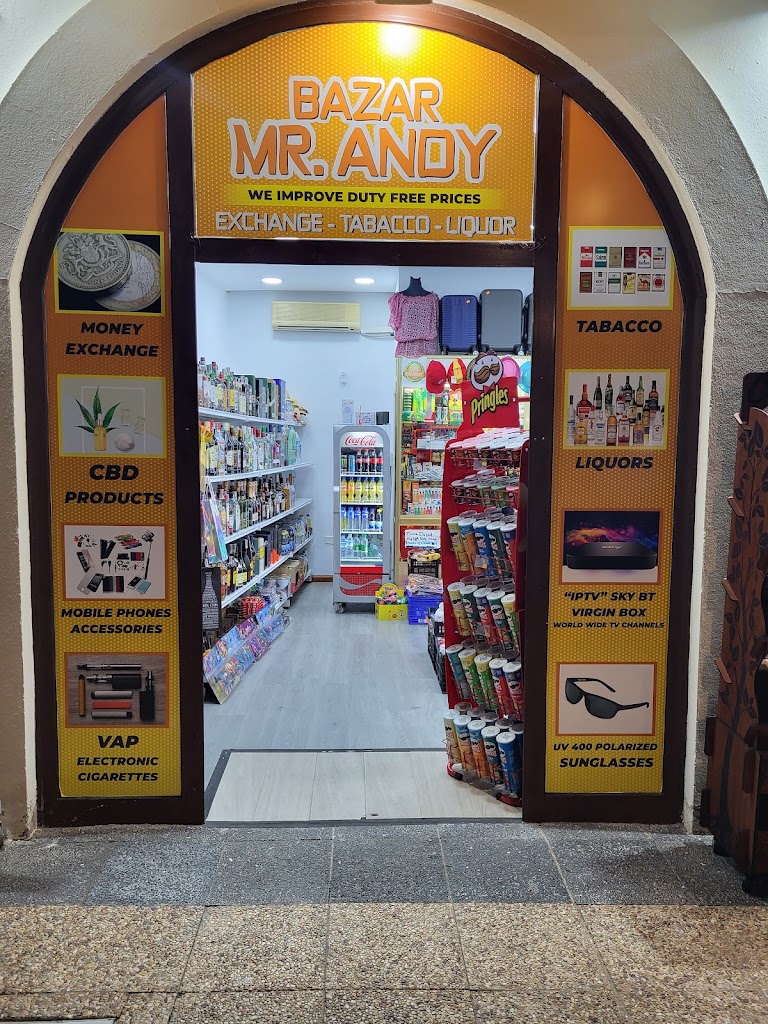 BAZAR
MR. ANDY
WE IMPROVE DUTY FREE PRICES
EXCHANGE - TABACCO - LIQUOR
MONEY
EXCHANGE
CBD
PRODUCTS
MOBILE PHONES
ACCESSORIES
VAP
ELECTRONIC
CIGARETTES
Coca-Cola
Pringles
TABACCO
LIQUORS
"IPTV" SKY BT
VIRGIN BOX
WORLD WIDE TV CHANNELS
UV 400 POLARIZED
SUNGLASSES